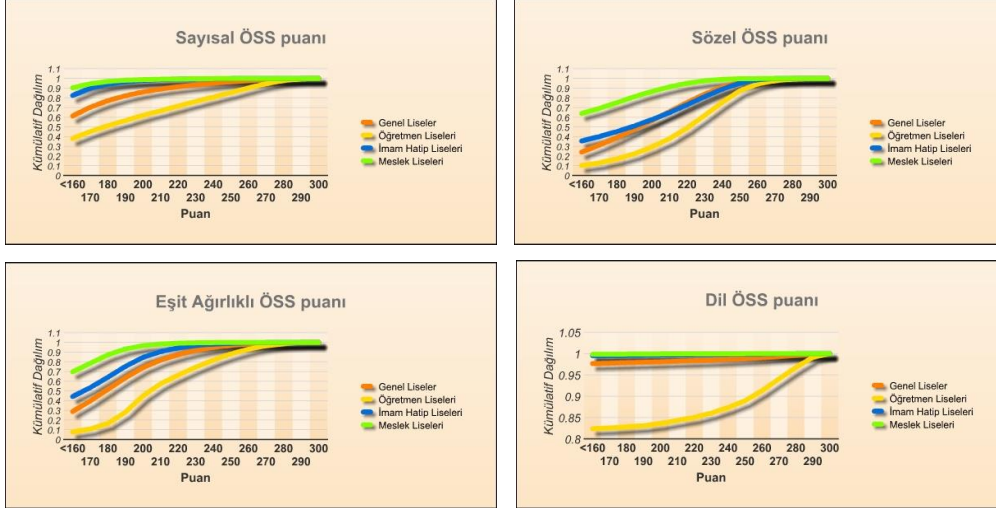 Sayısal ÖSS puanı
Kümülatif Dağılım
1.1
1
0.9
0.8
0.7
0.6
0.5
0.4
0.3
0.2
0.1
0
<160 180 200 220 240 260 280 300
170 190 210 230 250 270 290
Puan
Genel Liseler
Öğretmen Liseleri
İmam Hatip Liseleri
Meslek Liseleri
Sözel ÖSS puanı
Kümülatif Dağılım
1.1
1
0.9
0.8
0.7
0.6
0.5
0.4
0.3
0.2
0.1
0
<160 180 200 220 240 260 280 300
170 190 210 230 250 270 290
Puan
Genel Liseler
Öğretmen Liseleri
İmam Hatip Liseleri
Meslek Liseleri
Eşit Ağırlıklı ÖSS puanı
Kümülatif Dağılım
1.1
1
0.9
0.8
0.7
0.6
0.5
0.4
0.3
0.2
0.1
0
<160 180 200 220 240 260 280 300
170 190 210 230 250 270 290
Puan
Genel Liseler
Öğretmen Liseleri
İmam Hatip Liseleri
Meslek Liseleri
Dil ÖSS puanı
Kümülatif Dağılım
1.05
1
0.95
0.9
0.85
0.8
<160 180 200 220 240 260 280 300
170 190 210 230 250 270 290
Puan
Genel Liseler
Öğretmen Liseleri
İmam Hatip Liseleri
Meslek Liseleri